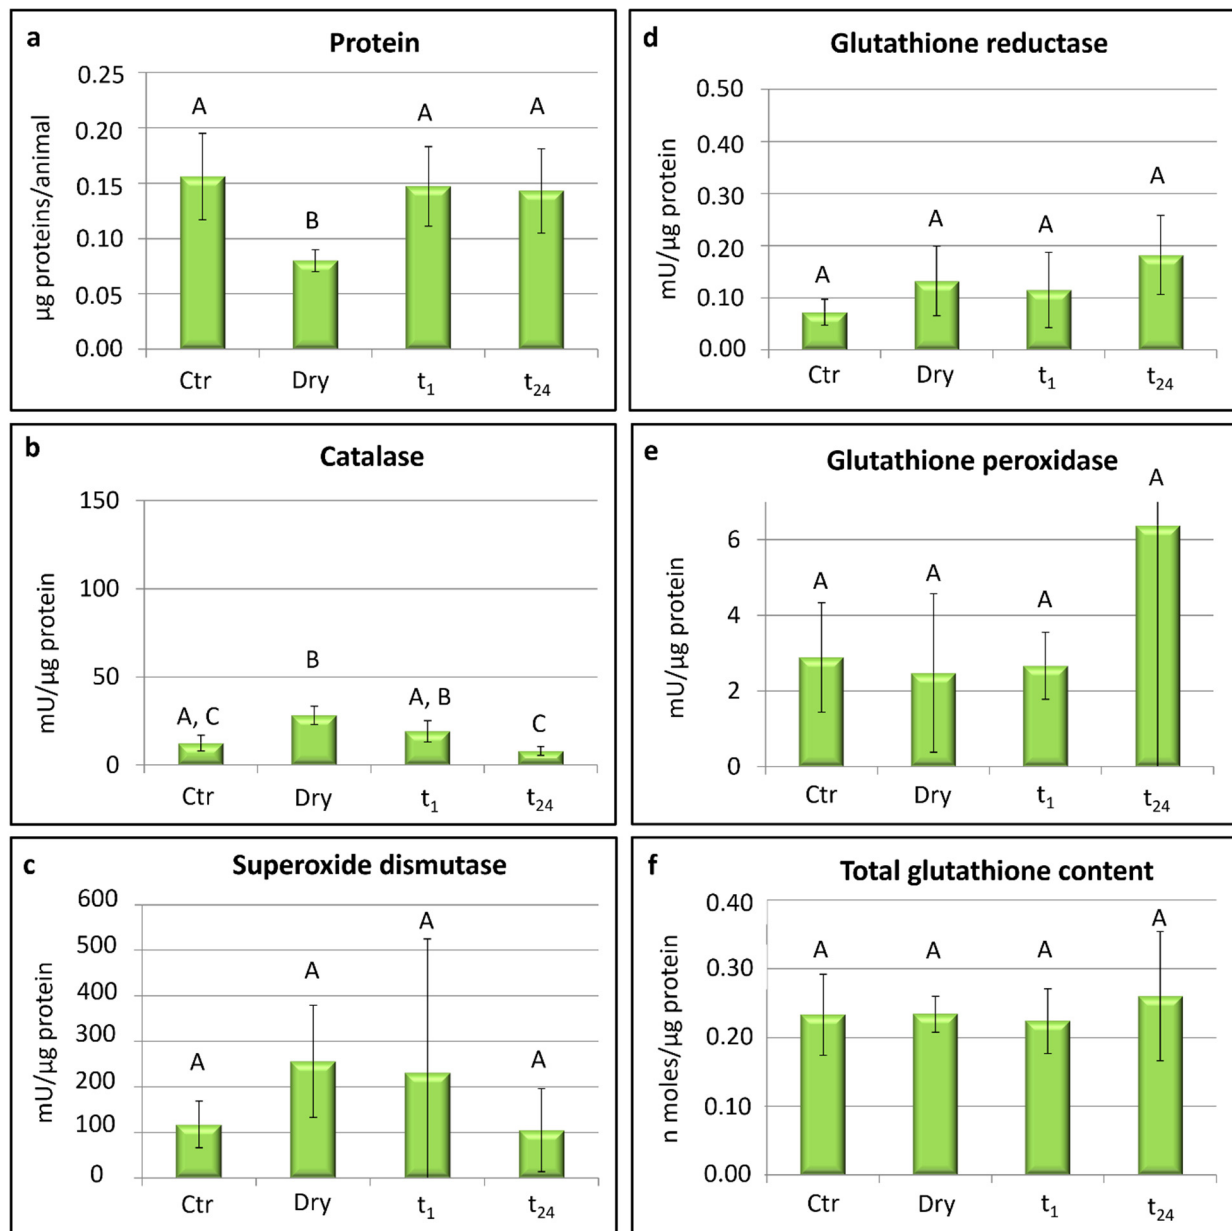 a
Protein
µg proteins/animal
0.25
0.20
0.15
0.10
0.05
0.00
A
B
A
A
Ctr
Dry
t₁
t₂₄
b
Catalase
mU/µg protein
150
100
50
0
A, C
B
A, B
C
Ctr
Dry
t₁
t₂₄
c
Superoxide dismutase
mU/µg protein
600
500
400
300
200
100
0
A
A
A
A
Ctr
Dry
t₁
t₂₄
d
Glutathione reductase
mU/µg protein
0.50
0.40
0.30
0.20
0.10
0.00
A
A
A
A
Ctr
Dry
t₁
t₂₄
e
Glutathione peroxidase
mU/µg protein
6
4
2
0
A
A
A
A
Ctr
Dry
t₁
t₂₄
f
Total glutathione content
n moles/µg protein
0.40
0.30
0.20
0.10
0.00
A
A
A
A
Ctr
Dry
t₁
t₂₄